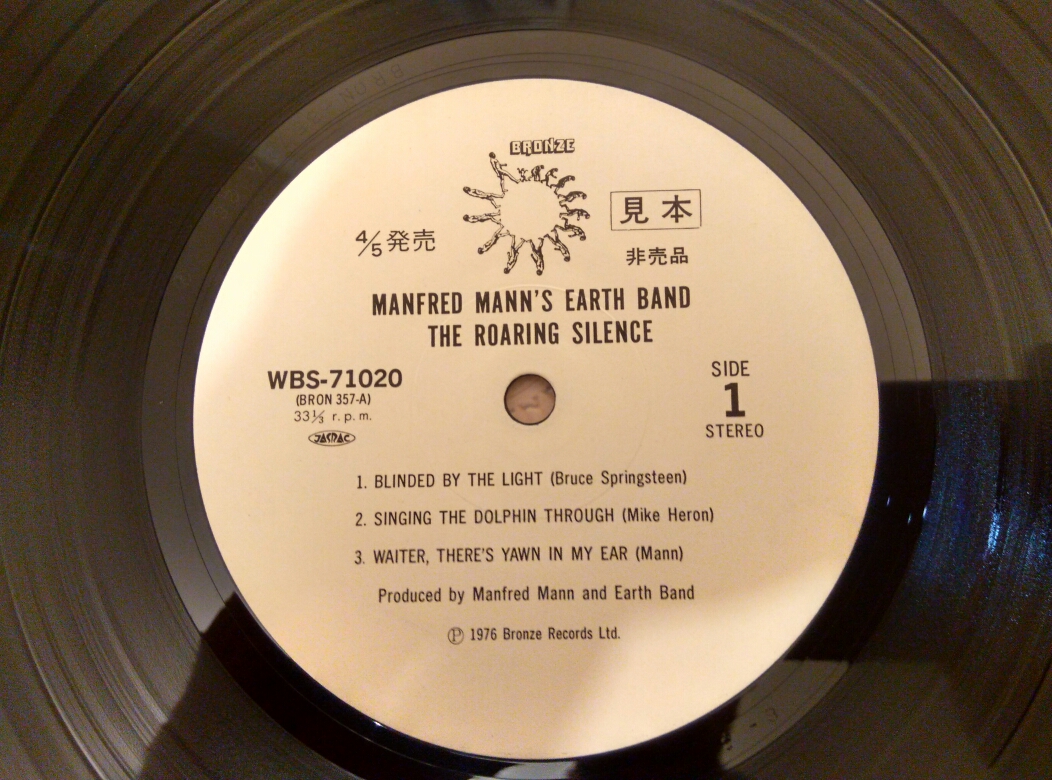 BRONZE
見本
4/5発売
非売品
MANFRED MANN'S EARTH BAND
THE ROARING SILENCE
WBS-71020
(BRON 357-A)
33⅓ r.p.m.
JASRAC
SIDE
1
STEREO
1. BLINDED BY THE LIGHT (Bruce Springsteen)
2. SINGING THE DOLPHIN THROUGH (Mike Heron)
3. WAITER, THERE'S YAWN IN MY EAR (Mann)
Produced by Manfred Mann and Earth Band
Ⓟ 1976 Bronze Records Ltd.